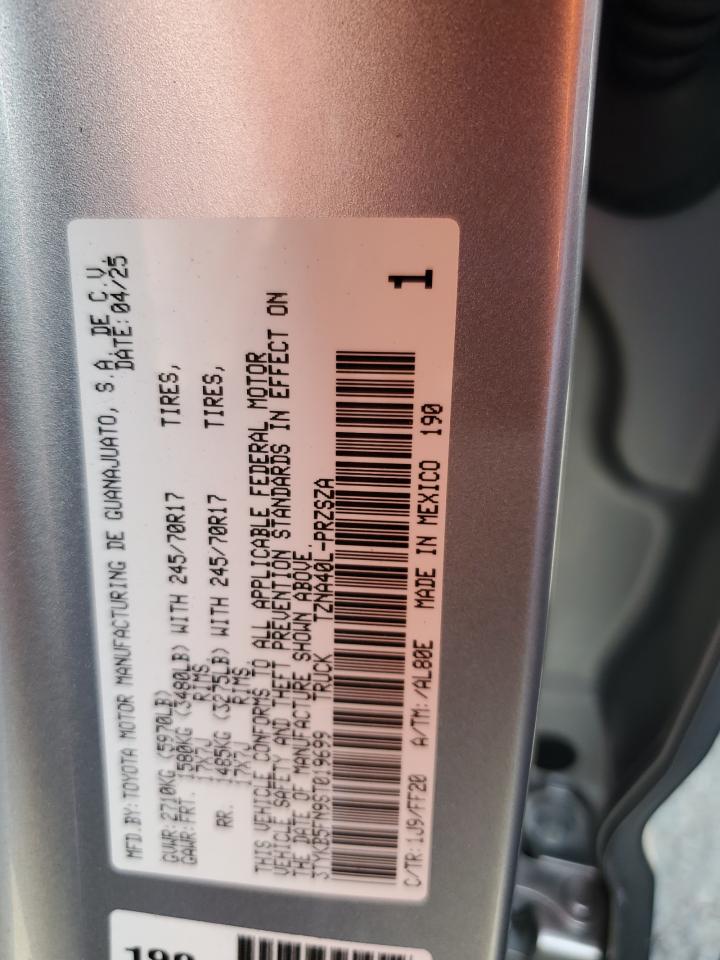 MFD.BY:TOYOTA MOTOR MANUFACTURING DE GUANAJUATO, S.A. DE C.V.
DATE:04/25
GVWR:2710KG (5970LB)
GAWR:FRT. 1580KG (3480LB) WITH 245/70R17 TIRES,
17X7J RIMS,
RR. 1485KG (3275LB) WITH 245/70R17 TIRES,
17X7J RIMS,
THIS VEHICLE CONFORMS TO ALL APPLICABLE FEDERAL MOTOR
VEHICLE SAFETY AND THEFT PREVENTION STANDARDS IN EFFECT ON
THE DATE OF MANUFACTURE SHOWN ABOVE.
3TYKB5FN9ST019699 TRUCK TZNA40L-PRZSZA
1
C/TR:1J9/FF20 A/TM:/AL80E MADE IN MEXICO 190
190